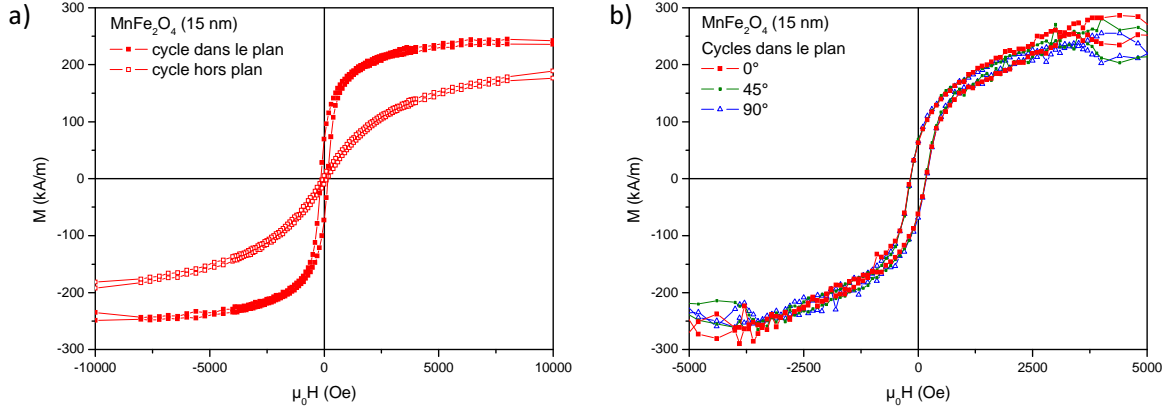 a)
MnFe₂O₄ (15 nm)
cycle dans le plan
cycle hors plan
300
200
100
0
-100
-200
-300
M (kA/m)
-10000 -5000 0 5000 10000
μ₀H (Oe)
b)
MnFe₂O₄ (15 nm)
Cycles dans le plan
0°
45°
90°
300
200
100
0
-100
-200
-300
M (kA/m)
-5000 -2500 0 2500 5000
μ₀H (Oe)